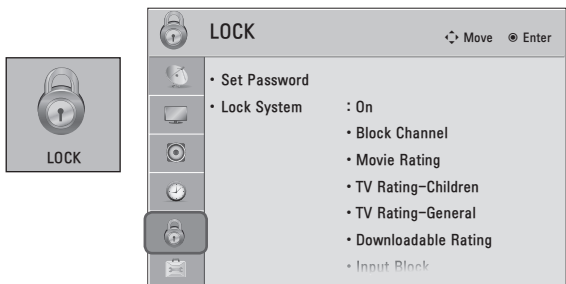 LOCK
LOCK
Move
Enter
• Set Password
• Lock System : On
• Block Channel
• Movie Rating
• TV Rating-Children
• TV Rating-General
• Downloadable Rating
• Input Block